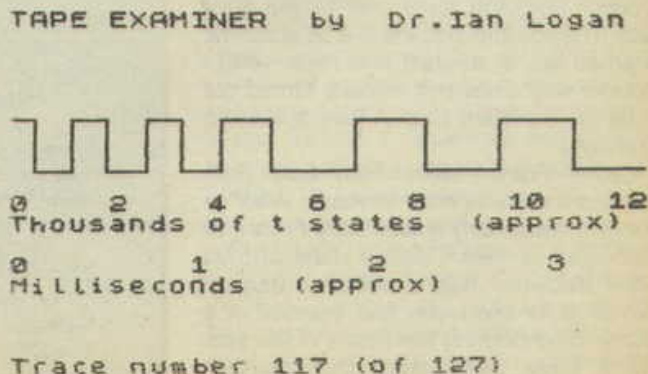 TAPE EXAMINER by Dr.Ian Logan
0 2 4 6 8 10 12
Thousands of t states (approx)
0 1 2 3
Milliseconds (approx)
Trace number 117 (of 127)